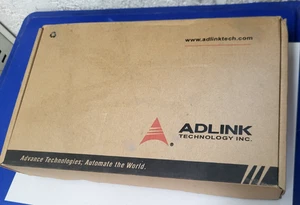 www.adlinktech.com
ADLINK
TECHNOLOGY INC.
Advance Technologies; Automate the World.